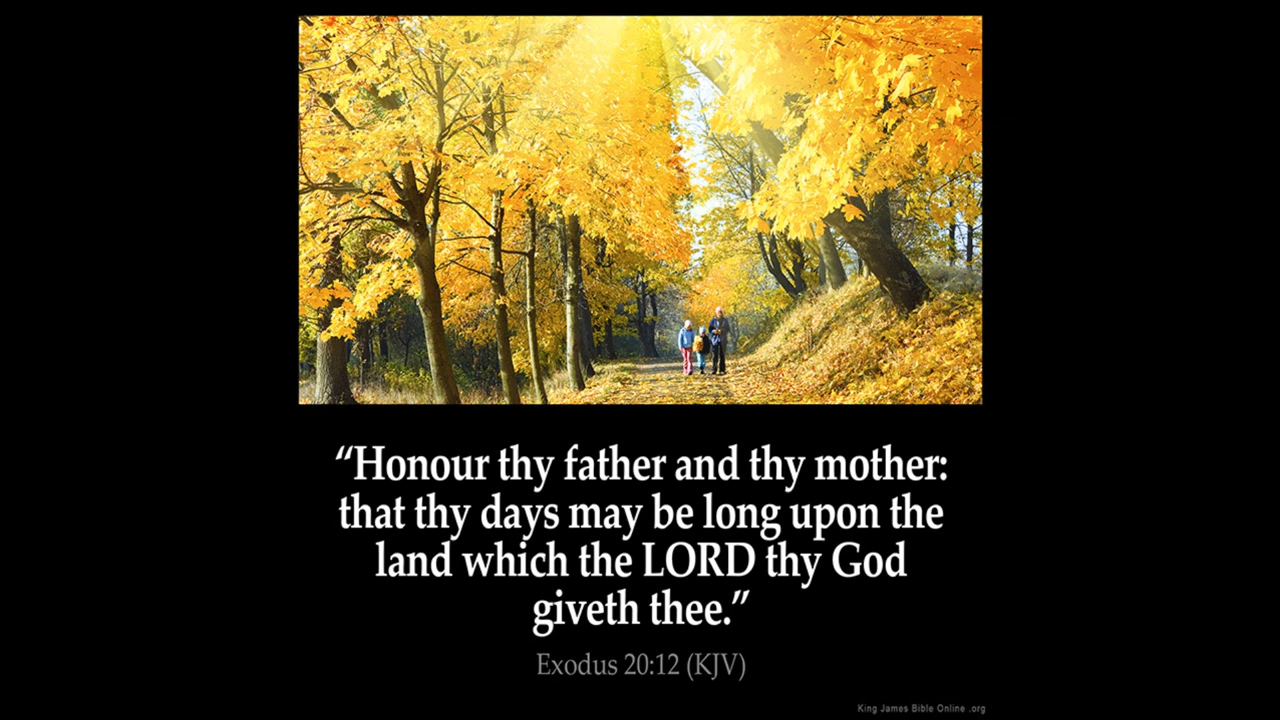 “Honour thy father and thy mother:
that thy days may be long upon the
land which the LORD thy God
giveth thee.”
Exodus 20:12 (KJV)
King James Bible Online .org